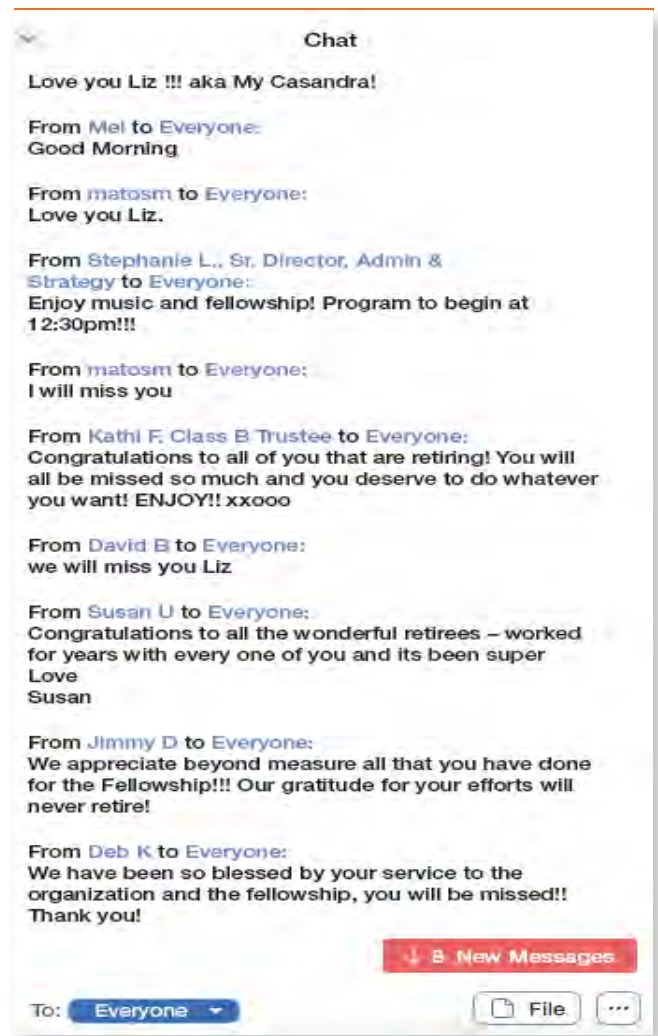 Chat
Love you Liz !!! aka My Casandra!
From Mel to Everyone:
Good Morning
From matosm to Everyone:
Love you Liz.
From Stephanie L., Sr. Director, Admin &
Strategy to Everyone:
Enjoy music and fellowship! Program to begin at
12:30pm!!!
From matosm to Everyone:
I will miss you
From Kathi F. Class B Trustee to Everyone:
Congratulations to all of you that are retiring! You will
all be missed so much and you deserve to do whatever
you want! ENJOY!! xxooo
From David B to Everyone:
we will miss you Liz
From Susan U to Everyone:
Congratulations to all the wonderful retirees – worked
for years with every one of you and its been super
Love
Susan
From Jimmy D to Everyone:
We appreciate beyond measure all that you have done
for the Fellowship!!! Our gratitude for your efforts will
never retire!
From Deb K to Everyone:
We have been so blessed by your service to the
organization and the fellowship, you will be missed!!
Thank you!
↓ 8 New Messages
To: Everyone
File ...